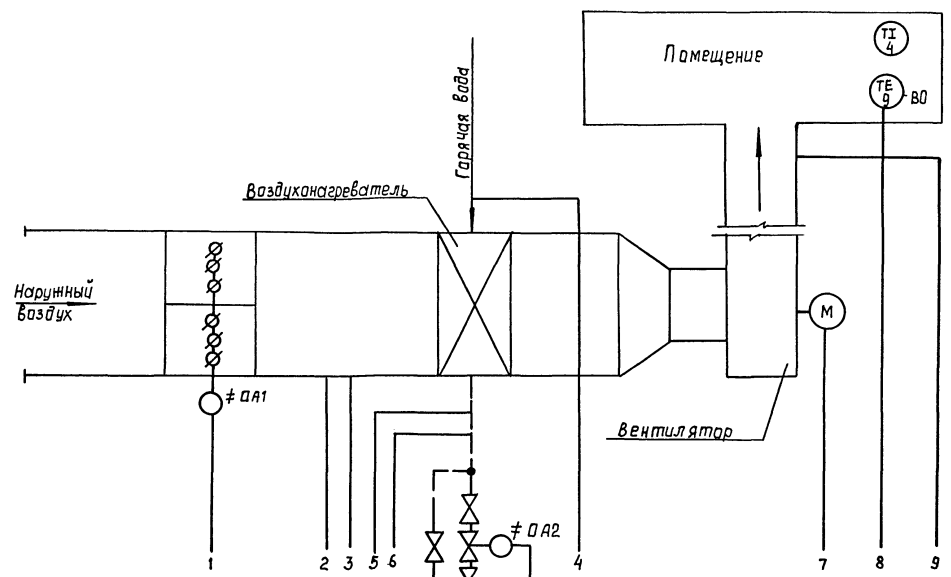 Помещение
TI
4
TE
9
ВО
Горячая вода
Воздухонагреватель
Наружный
воздух
М
≠ ОА1
Вентилятор
≠ ОА2
1 2 3 5 6 4 7 8 9